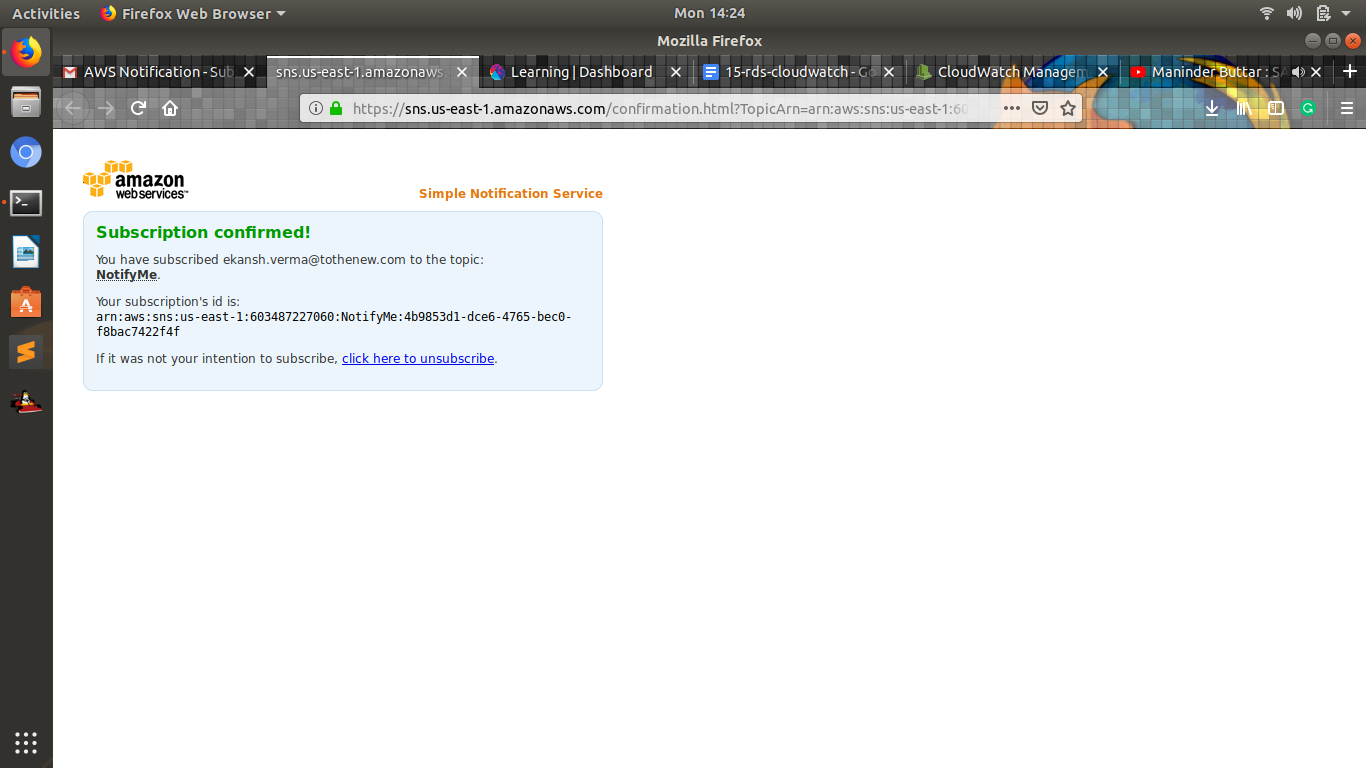 Activities Firefox Web Browser Mon 14:24
Mozilla Firefox
AWS Notification - Sub sns.us-east-1.amazonaws. Learning | Dashboard 15-rds-cloudwatch - Go CloudWatch Managem Maninder Buttar : SA
https://sns.us-east-1.amazonaws.com/confirmation.html?TopicArn=arn:aws:sns:us-east-1:60
amazon
web services™
Simple Notification Service
Subscription confirmed!
You have subscribed ekansh.verma@tothenew.com to the topic:
NotifyMe.
Your subscription's id is:
arn:aws:sns:us-east-1:603487227060:NotifyMe:4b9853d1-dce6-4765-bec0-
f8bac7422f4f
If it was not your intention to subscribe, click here to unsubscribe.